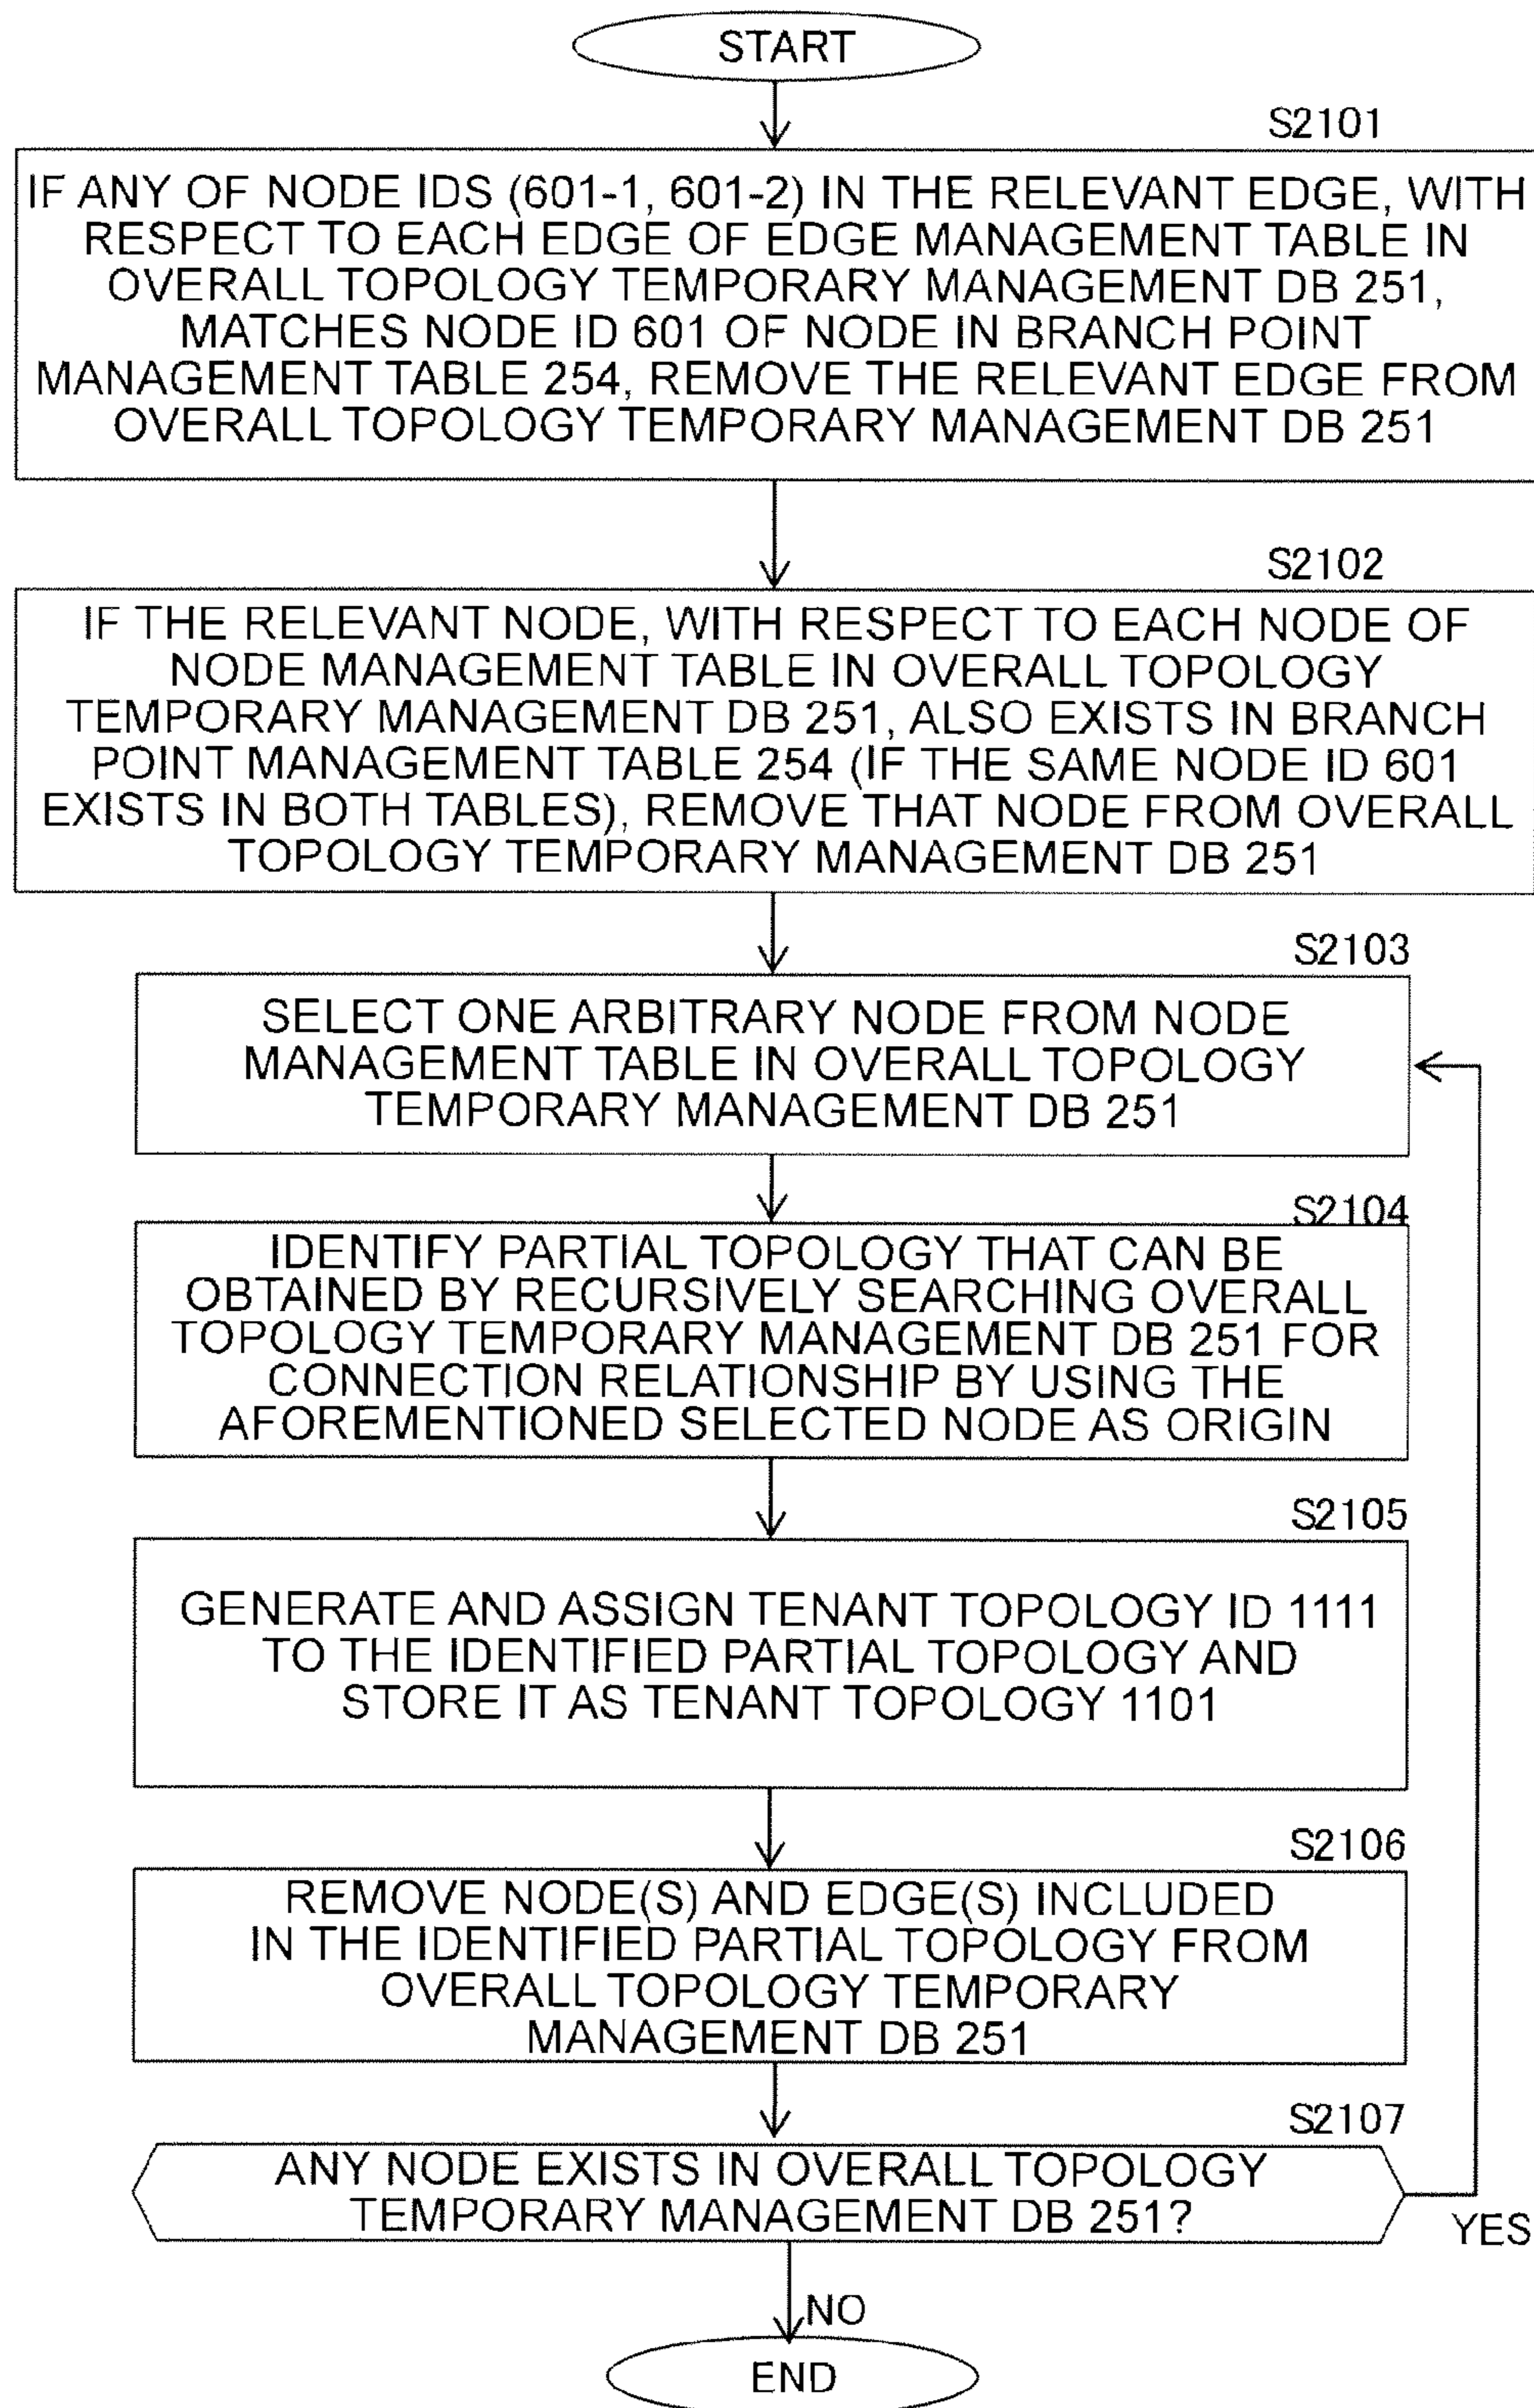 START
S2101
IF ANY OF NODE IDS (601-1, 601-2) IN THE RELEVANT EDGE, WITH
RESPECT TO EACH EDGE OF EDGE MANAGEMENT TABLE IN
OVERALL TOPOLOGY TEMPORARY MANAGEMENT DB 251,
MATCHES NODE ID 601 OF NODE IN BRANCH POINT
MANAGEMENT TABLE 254, REMOVE THE RELEVANT EDGE FROM
OVERALL TOPOLOGY TEMPORARY MANAGEMENT DB 251
S2102
IF THE RELEVANT NODE, WITH RESPECT TO EACH NODE OF
NODE MANAGEMENT TABLE IN OVERALL TOPOLOGY
TEMPORARY MANAGEMENT DB 251, ALSO EXISTS IN BRANCH
POINT MANAGEMENT TABLE 254 (IF THE SAME NODE ID 601
EXISTS IN BOTH TABLES), REMOVE THAT NODE FROM OVERALL
TOPOLOGY TEMPORARY MANAGEMENT DB 251
S2103
SELECT ONE ARBITRARY NODE FROM NODE
MANAGEMENT TABLE IN OVERALL TOPOLOGY
TEMPORARY MANAGEMENT DB 251
S2104
IDENTIFY PARTIAL TOPOLOGY THAT CAN BE
OBTAINED BY RECURSIVELY SEARCHING OVERALL
TOPOLOGY TEMPORARY MANAGEMENT DB 251 FOR
CONNECTION RELATIONSHIP BY USING THE
AFOREMENTIONED SELECTED NODE AS ORIGIN
S2105
GENERATE AND ASSIGN TENANT TOPOLOGY ID 1111
TO THE IDENTIFIED PARTIAL TOPOLOGY AND
STORE IT AS TENANT TOPOLOGY 1101
S2106
REMOVE NODE(S) AND EDGE(S) INCLUDED
IN THE IDENTIFIED PARTIAL TOPOLOGY FROM
OVERALL TOPOLOGY TEMPORARY
MANAGEMENT DB 251
S2107
ANY NODE EXISTS IN OVERALL TOPOLOGY
TEMPORARY MANAGEMENT DB 251?
YES
NO
END